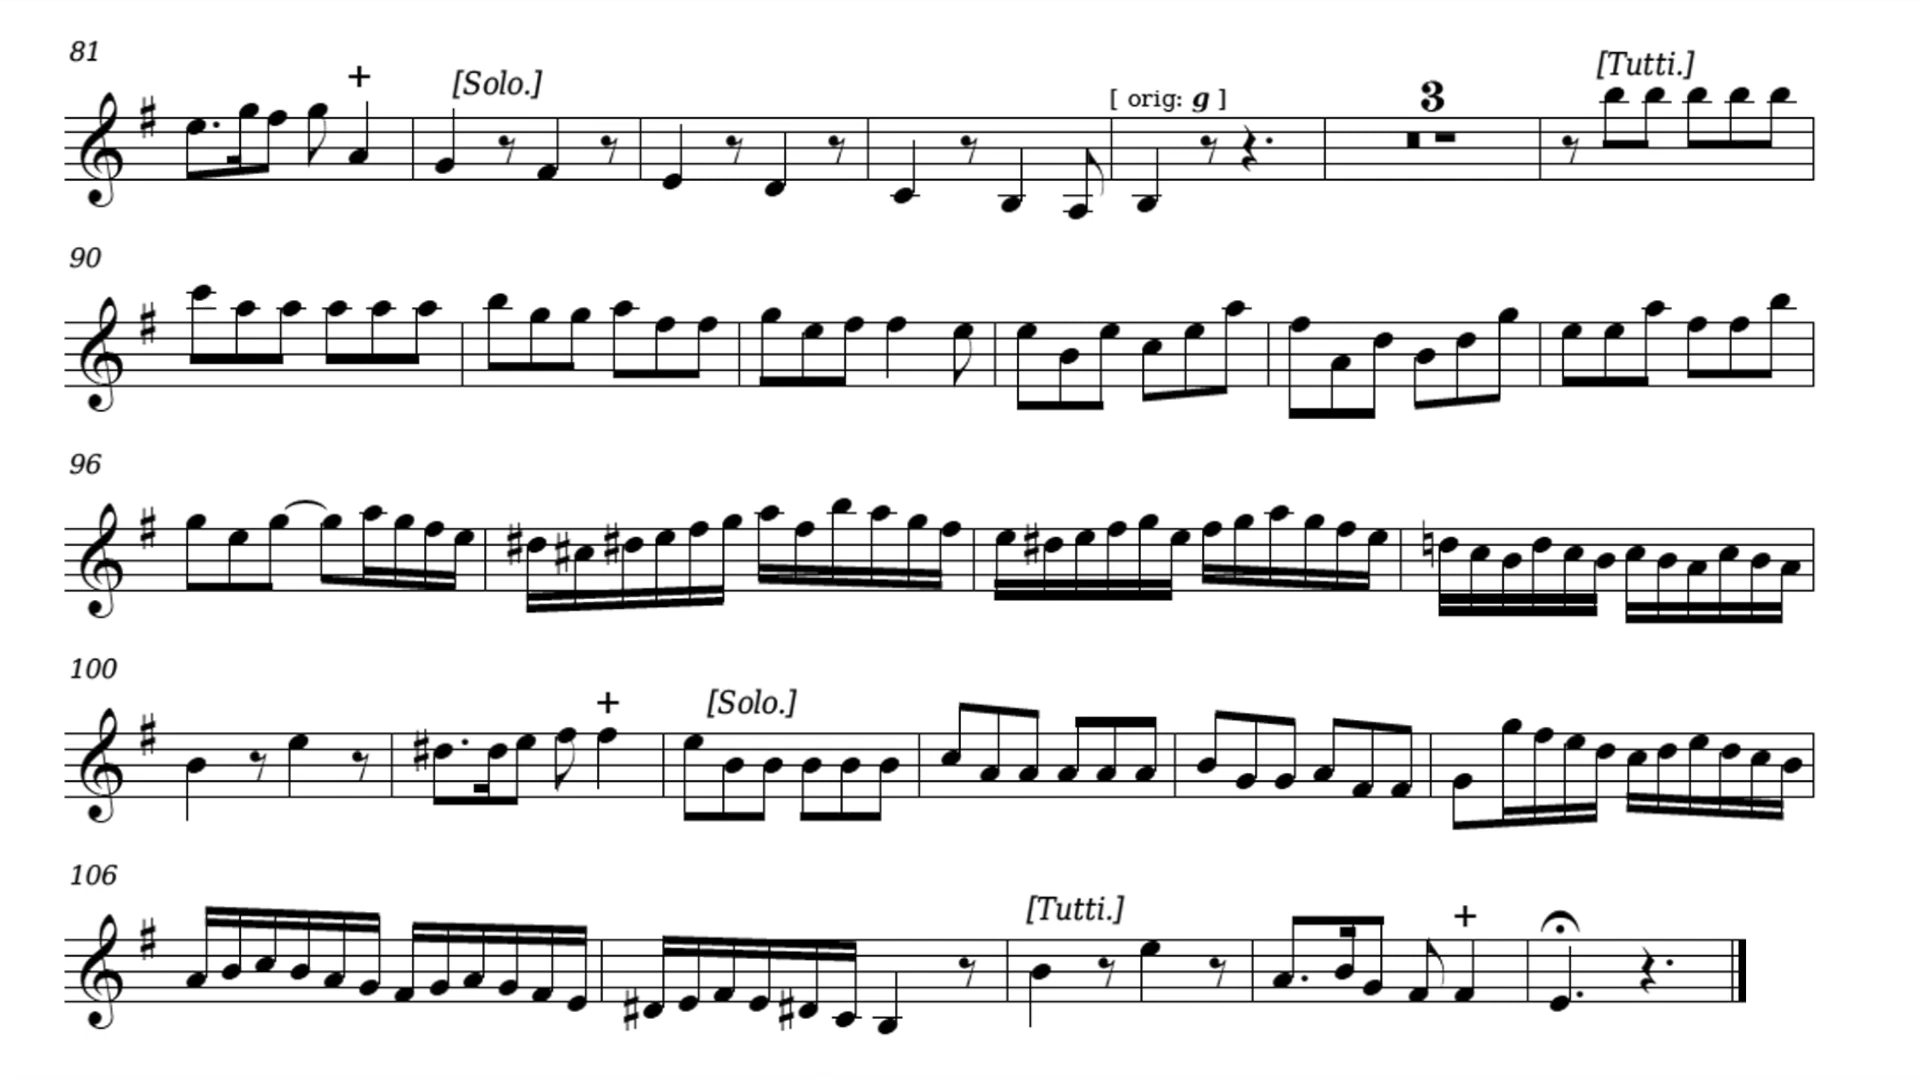 81
+
[Solo.]
[ orig: g ]
3
[Tutti.]
90
96
100
+
[Solo.]
106
[Tutti.]
+